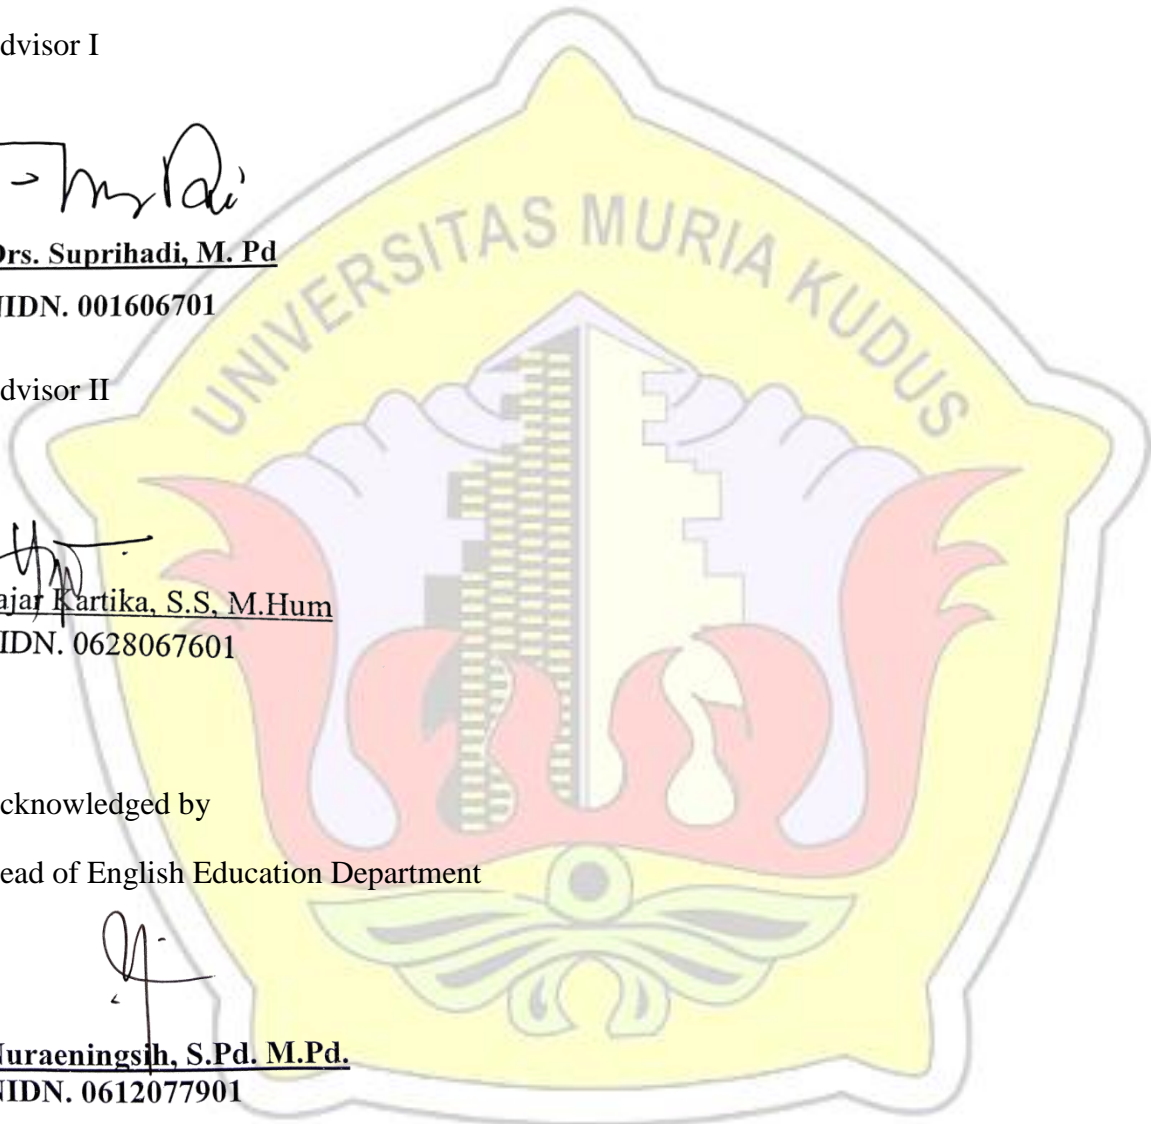 dvisor I
Drs. Suprihadi, M. Pd
NIDN. 001606701
dvisor II
ajar Kartika, S.S, M.Hum
IDN. 0628067601
cknowledged by
ead of English Education Department
Nuraeningsih, S.Pd. M.Pd.
NIDN. 0612077901
UNIVERSITAS MURIA KUDUS